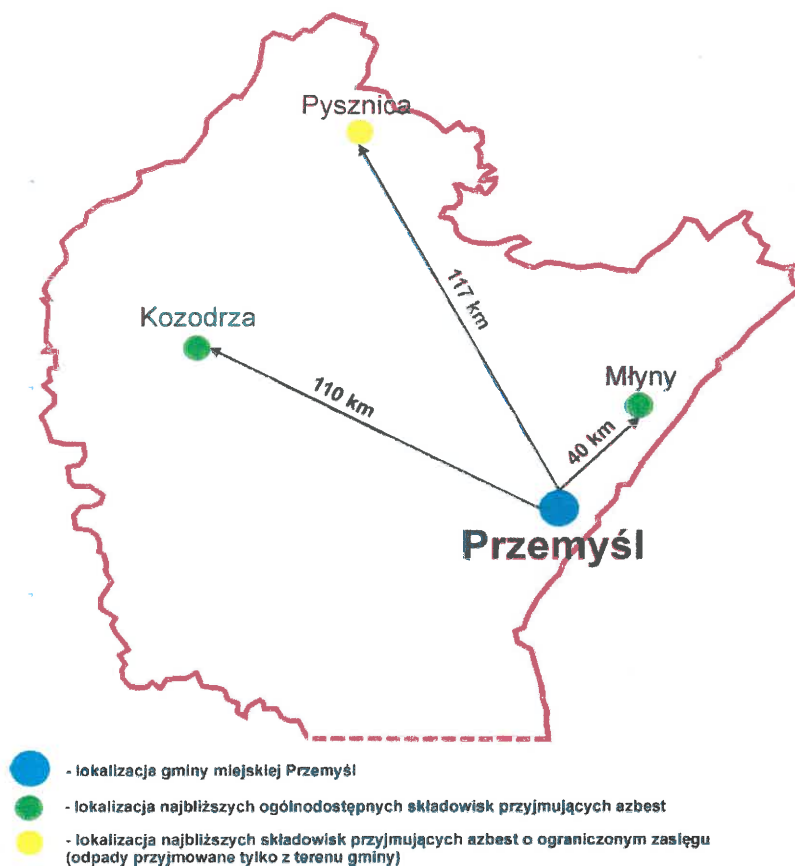 Pysznica
117 km
Kozodrza
110 km
Młyny
40 km
Przemyśl
- lokalizacja gminy miejskiej Przemyśl
- lokalizacja najbliższych ogólnodostępnych składowisk przyjmujących azbest
- lokalizacja najbliższych składowisk przyjmujących azbest o ograniczonym zasięgu
(odpady przyjmowane tylko z terenu gminy)